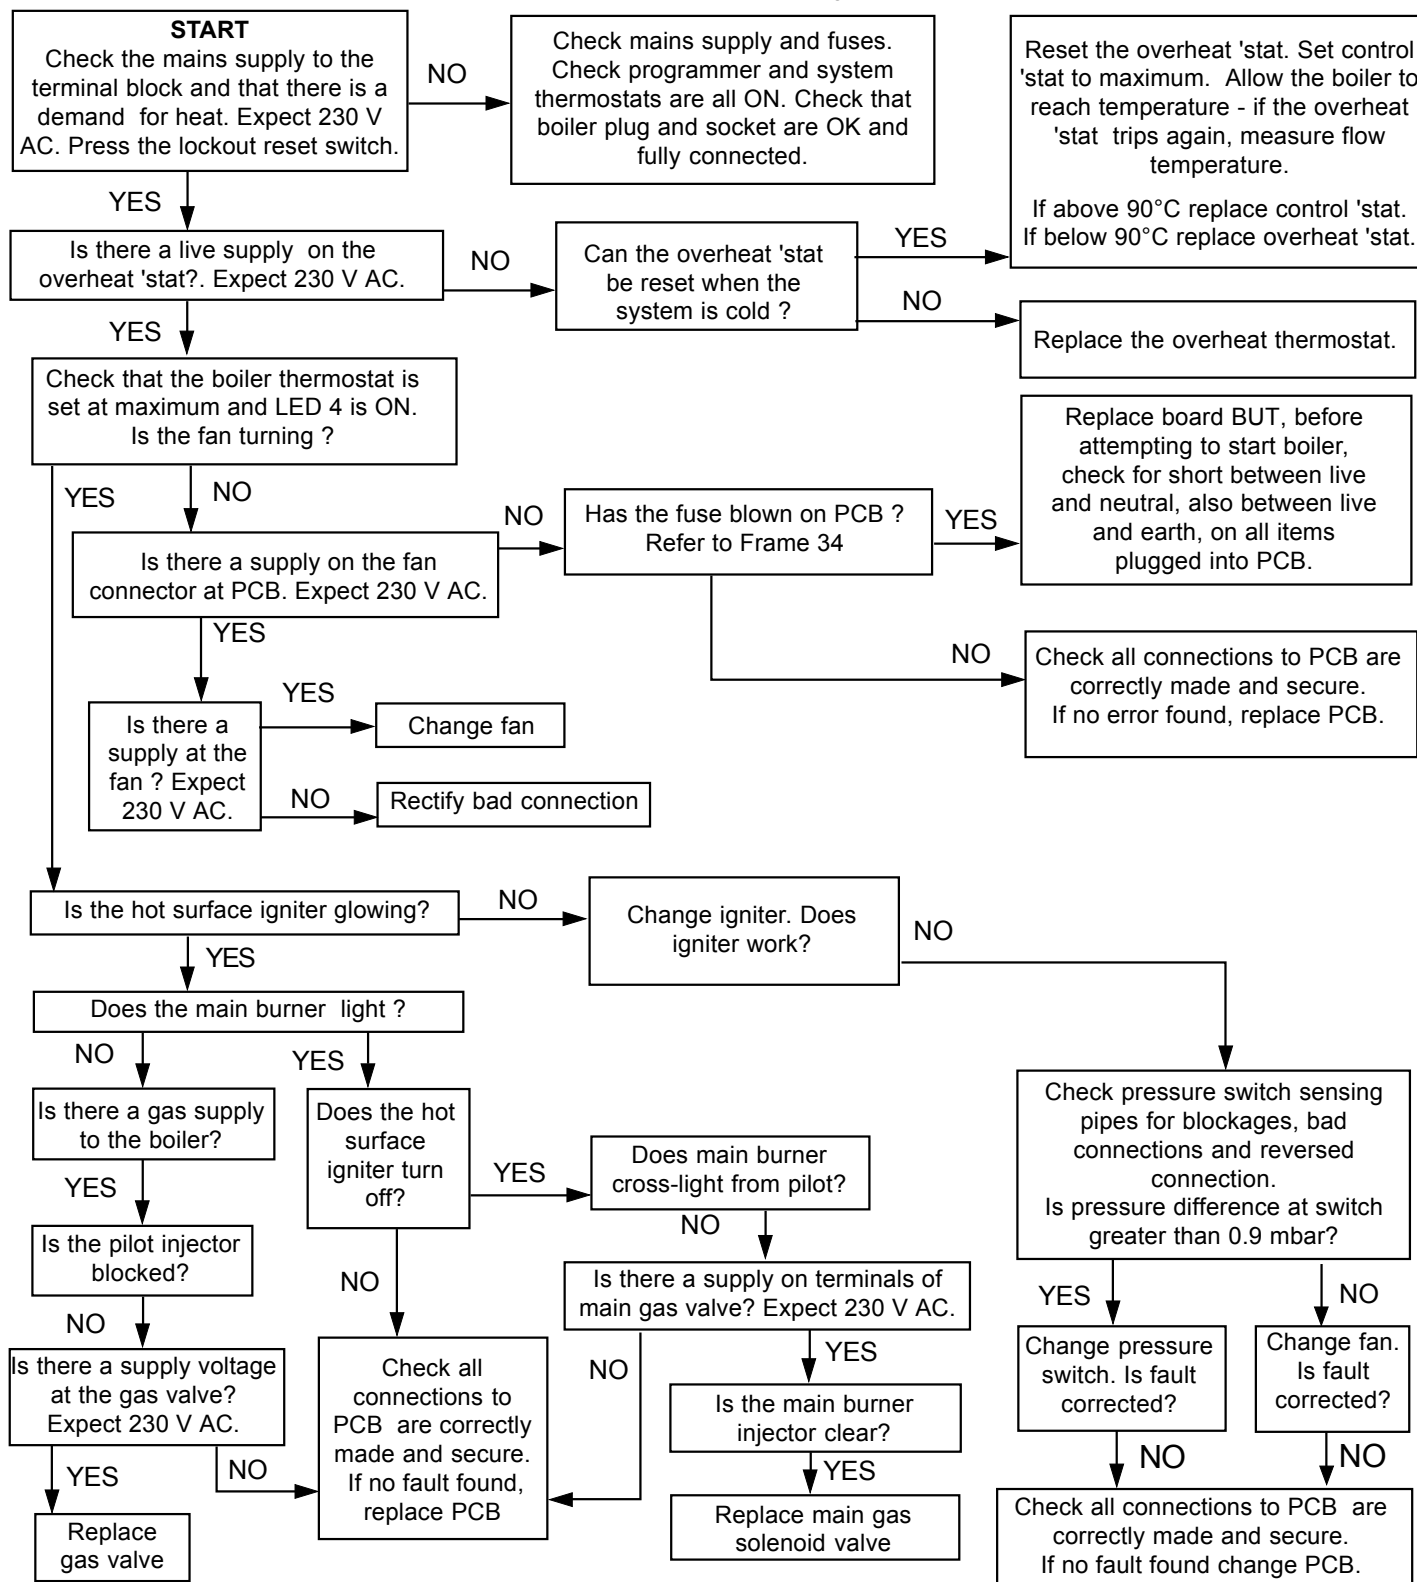 START
Check the mains supply to the
terminal block and that there is a
demand for heat. Expect 230 V
AC. Press the lockout reset switch.
NO
Check mains supply and fuses.
Check programmer and system
thermostats are all ON. Check that
boiler plug and socket are OK and
fully connected.
Reset the overheat 'stat. Set control
'stat to maximum. Allow the boiler to
reach temperature - if the overheat
'stat trips again, measure flow
temperature.
If above 90°C replace control 'stat.
If below 90°C replace overheat 'stat.
YES
Is there a live supply on the
overheat 'stat?. Expect 230 V AC.
NO
Can the overheat 'stat
be reset when the
system is cold ?
YES
NO
Replace the overheat thermostat.
YES
Check that the boiler thermostat is
set at maximum and LED 4 is ON.
Is the fan turning ?
YES
NO
Is there a supply on the fan
connector at PCB. Expect 230 V AC.
NO
Has the fuse blown on PCB ?
Refer to Frame 34
YES
Replace board BUT, before
attempting to start boiler,
check for short between live
and neutral, also between live
and earth, on all items
plugged into PCB.
NO
Check all connections to PCB are
correctly made and secure.
If no error found, replace PCB.
YES
Is there a
supply at the
fan ? Expect
230 V AC.
YES
Change fan
NO
Rectify bad connection
Is the hot surface igniter glowing?
NO
Change igniter. Does
igniter work?
NO
YES
Does the main burner light ?
NO
YES
Is there a gas supply
to the boiler?
YES
Is the pilot injector
blocked?
NO
Is there a supply voltage
at the gas valve?
Expect 230 V AC.
YES
NO
Replace
gas valve
Does the hot
surface
igniter turn
off?
YES
NO
Check all
connections to
PCB are correctly
made and secure.
If no fault found,
replace PCB
Does main burner
cross-light from pilot?
NO
Is there a supply on terminals of
main gas valve? Expect 230 V AC.
NO
YES
Is the main burner
injector clear?
YES
Replace main gas
solenoid valve
Check pressure switch sensing
pipes for blockages, bad
connections and reversed
connection.
Is pressure difference at switch
greater than 0.9 mbar?
YES
NO
Change pressure
switch. Is fault
corrected?
Change fan.
Is fault
corrected?
NO
NO
Check all connections to PCB are
correctly made and secure.
If no fault found change PCB.